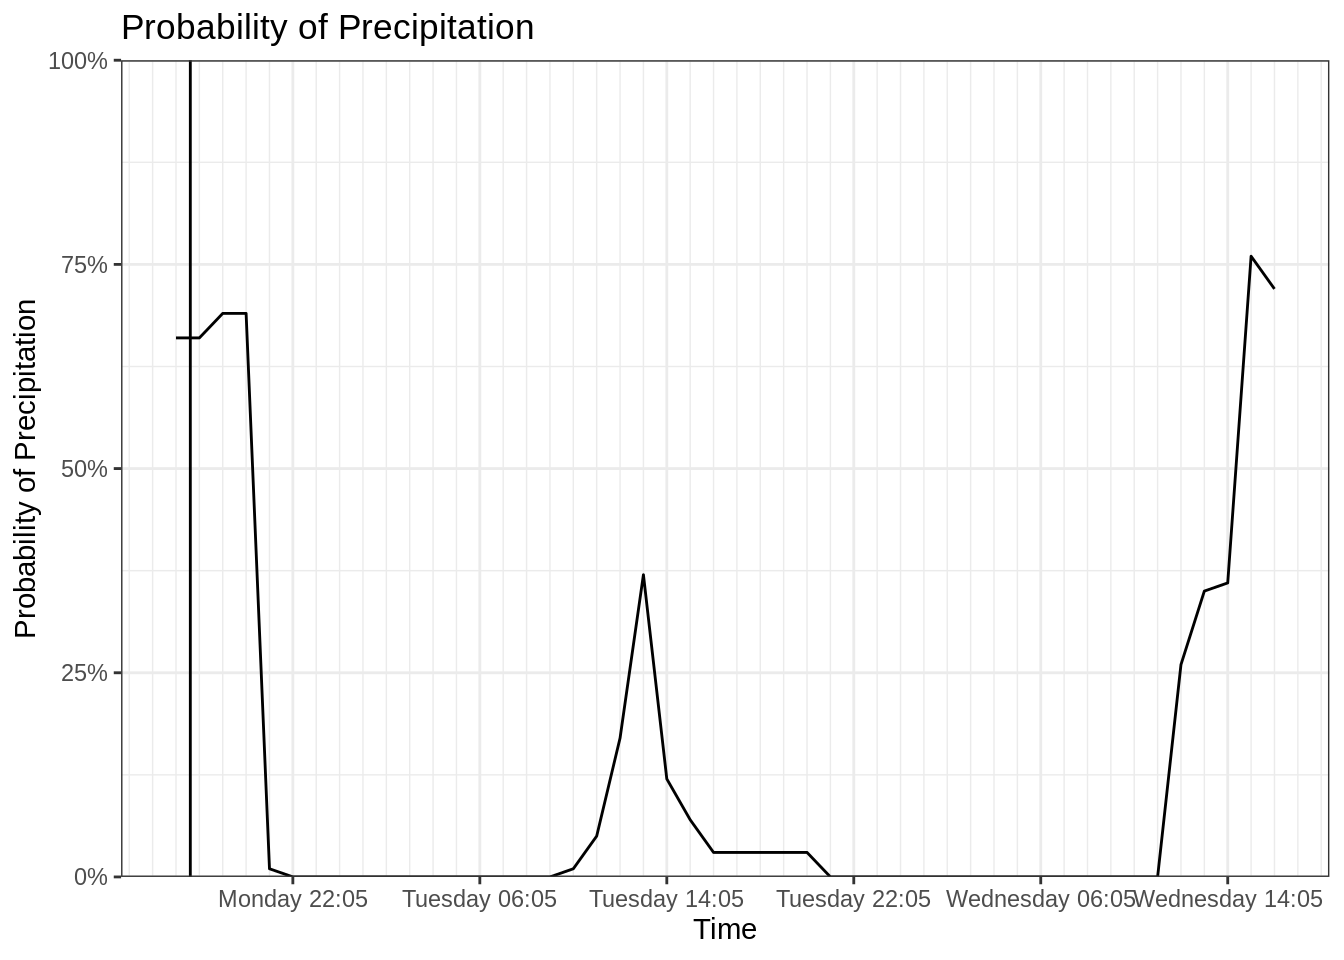 Probability of Precipitation
Probability of Precipitation
100%
75%
50%
25%
0%
Monday 22:05
Tuesday 06:05
Tuesday 14:05
Tuesday 22:05
Wednesday 06:05
Wednesday 14:05
Time